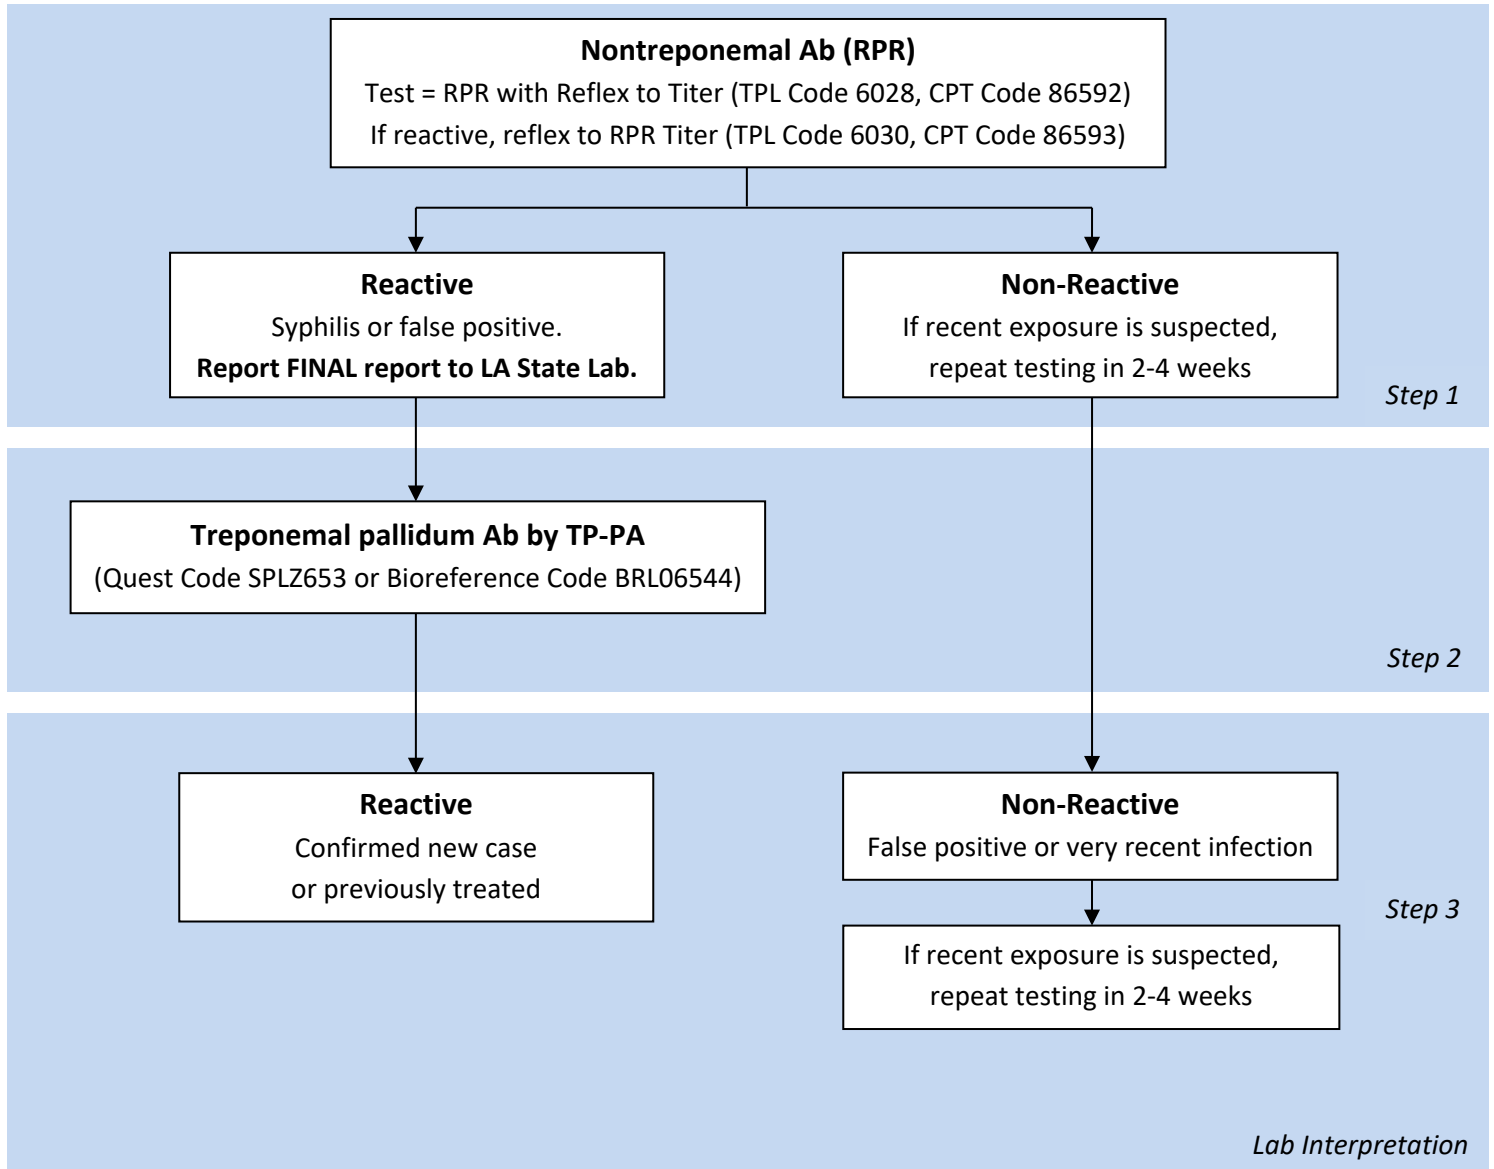 Nontreponemal Ab (RPR)
Test = RPR with Reflex to Titer (TPL Code 6028, CPT Code 86592)
If reactive, reflex to RPR Titer (TPL Code 6030, CPT Code 86593)
Reactive
Syphilis or false positive.
Report FINAL report to LA State Lab.
Non-Reactive
If recent exposure is suspected,
repeat testing in 2-4 weeks
Step 1
Treponemal pallidum Ab by TP-PA
(Quest Code SPLZ653 or Bioreference Code BRL06544)
Step 2
Reactive
Confirmed new case
or previously treated
Non-Reactive
False positive or very recent infection
Step 3
If recent exposure is suspected,
repeat testing in 2-4 weeks
Lab Interpretation